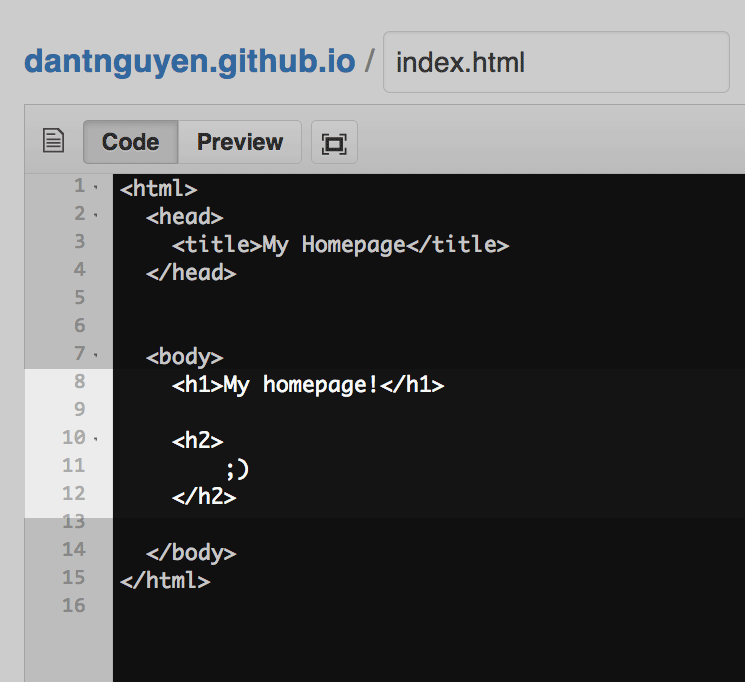 dantnguyen.github.io / index.html
Code Preview
1 <html>
2 <head>
3 <title>My Homepage</title>
4 </head>
5
6
7 <body>
8 <h1>My homepage!</h1>
9
10 <h2>
11 ;)
12 </h2>
13
14 </body>
15 </html>
16